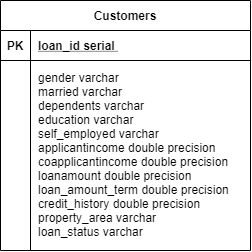 Customers
PK loan_id serial
gender varchar
married varchar
dependents varchar
education varchar
self_employed varchar
applicantincome double precision
coapplicantincome double precision
loanamount double precision
loan_amount_term double precision
credit_history double precision
property_area varchar
loan_status varchar